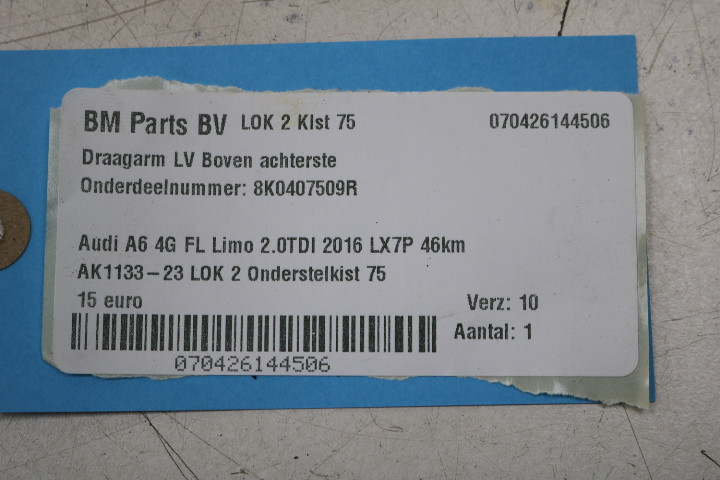 BM Parts BV LOK 2 Kist 75 070426144506
Draagarm LV Boven achterste
Onderdeelnummer: 8K0407509R
Audi A6 4G FL Limo 2.0TDI 2016 LX7P 46km
AK1133-23 LOK 2 Onderstelkist 75
15 euro Verz: 10
Aantal: 1
070426144506